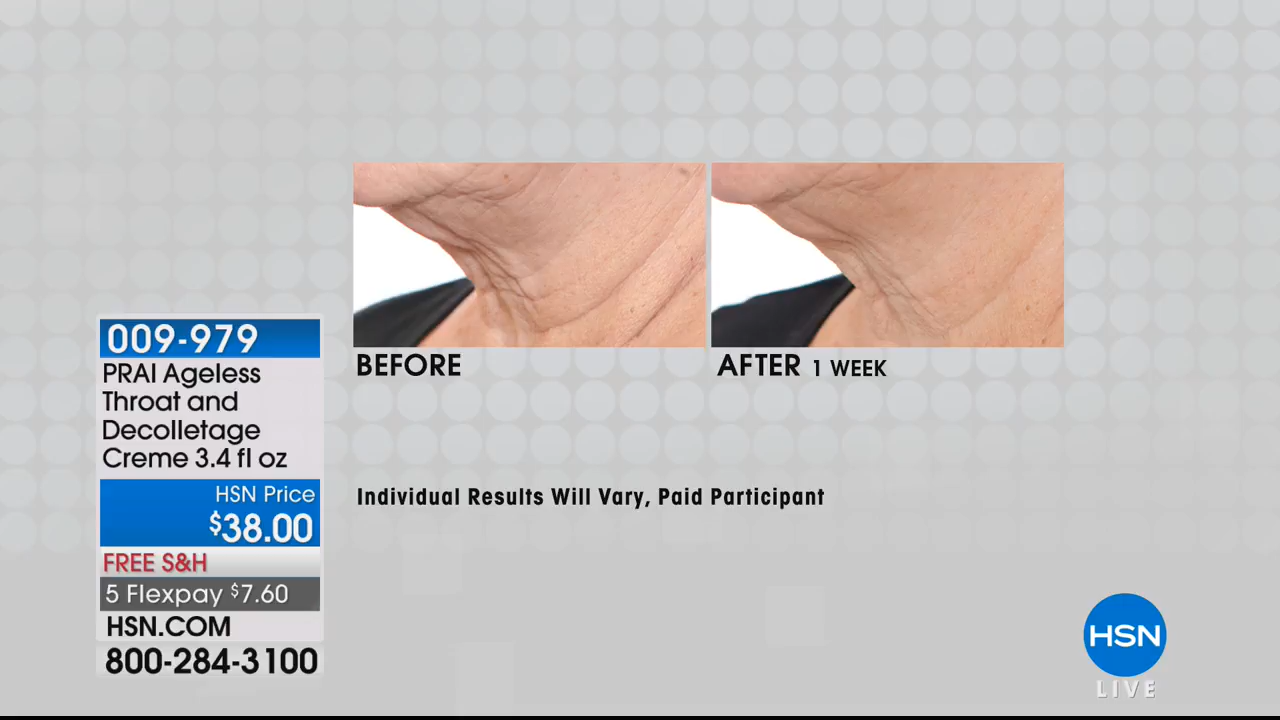 BEFORE
AFTER 1 WEEK
Individual Results Will Vary, Paid Participant
009-979
PRAI Ageless
Throat and
Decolletage
Creme 3.4 fl oz
HSN Price
$38.00
FREE S&H
5 Flexpay $7.60
HSN.COM
800-284-3100
HSN
LIVE